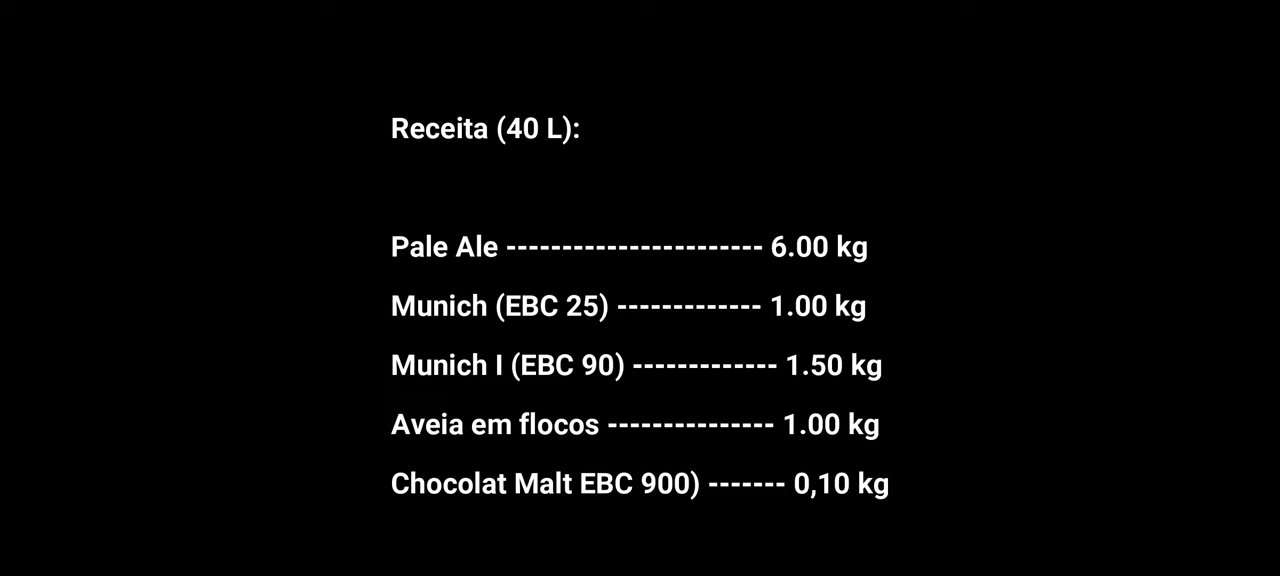 Receita (40 L):
Pale Ale ----------------------- 6.00 kg
Munich (EBC 25) ------------- 1.00 kg
Munich I (EBC 90) ------------- 1.50 kg
Aveia em flocos --------------- 1.00 kg
Chocolat Malt EBC 900) ------- 0,10 kg